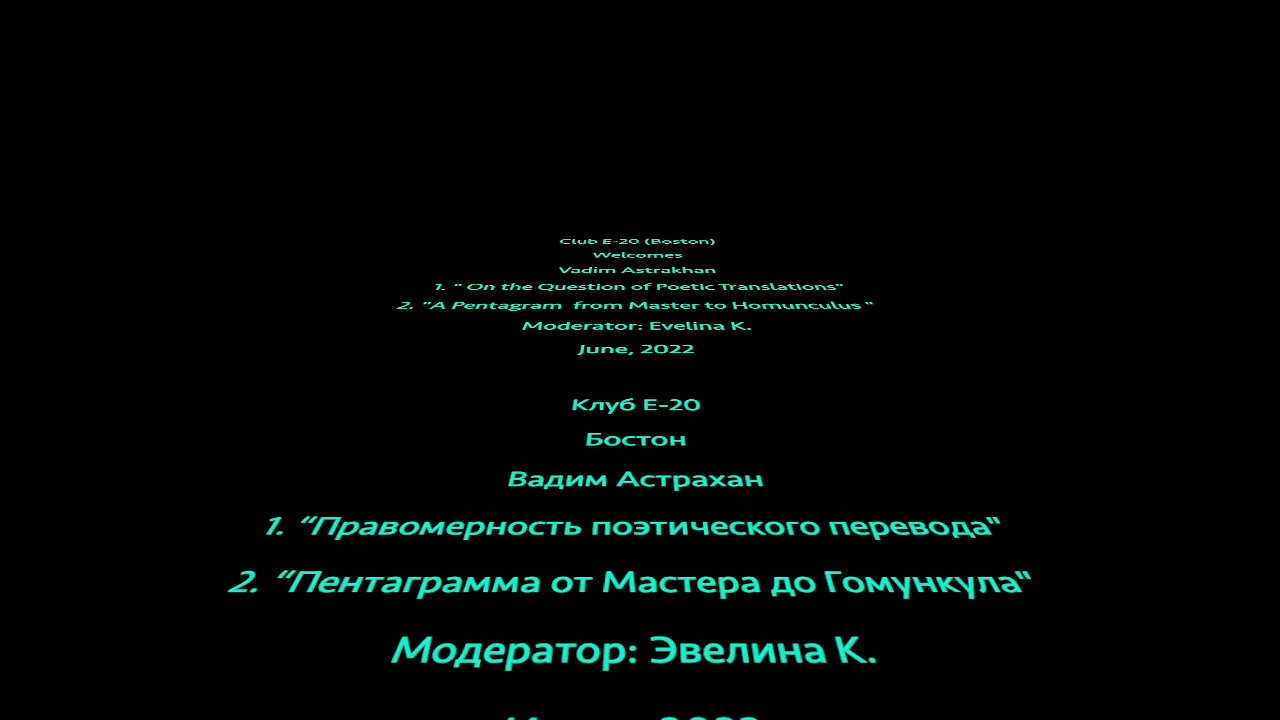 Club E-20 (Boston)
Welcomes
Vadim Astrakhan
1. " On the Question of Poetic Translations"
2. "A Pentagram from Master to Homunculus "
Moderator: Evelina K.
June, 2022
Клуб Е-20
Бостон
Вадим Астрахан
1. “Правомерность поэтического перевода"
2. “Пентаграмма от Мастера до Гомункула"
Модератор: Эвелина К.